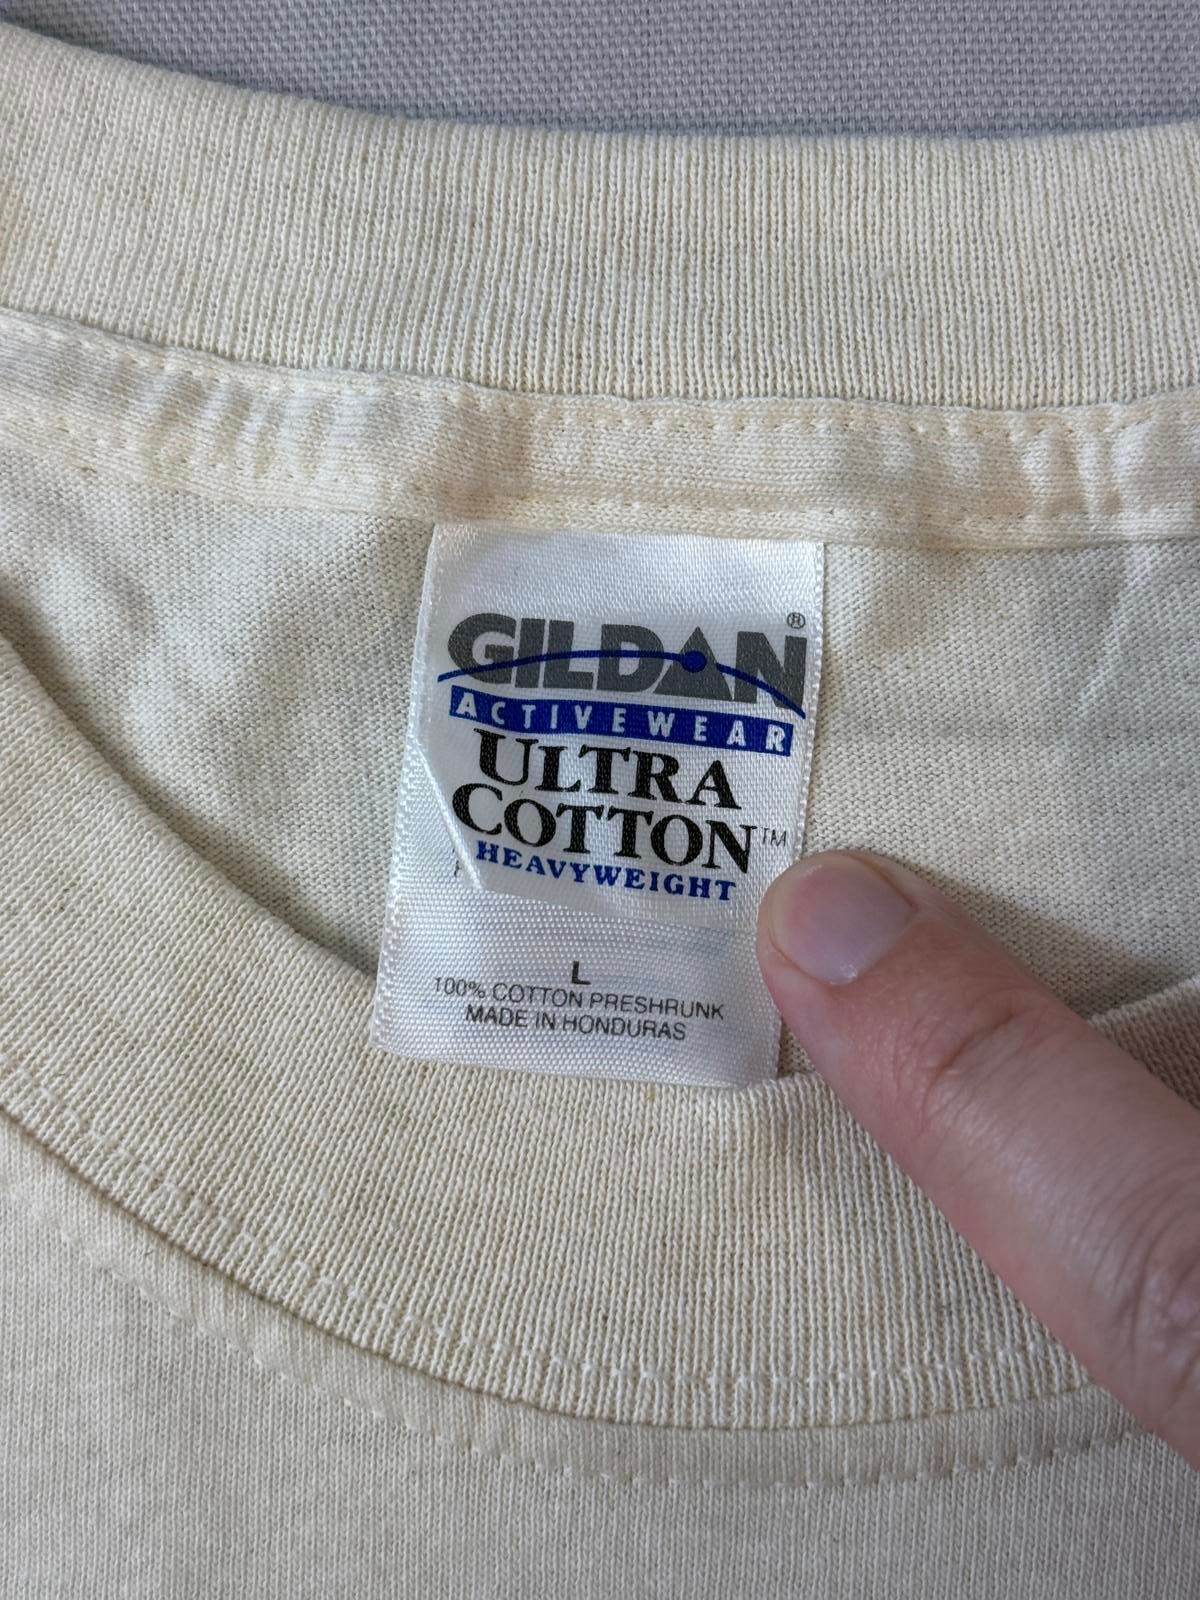 GILDAN®
ACTIVEWEAR
ULTRA
COTTON™
HEAVYWEIGHT
L
100% COTTON PRESHRUNK
MADE IN HONDURAS